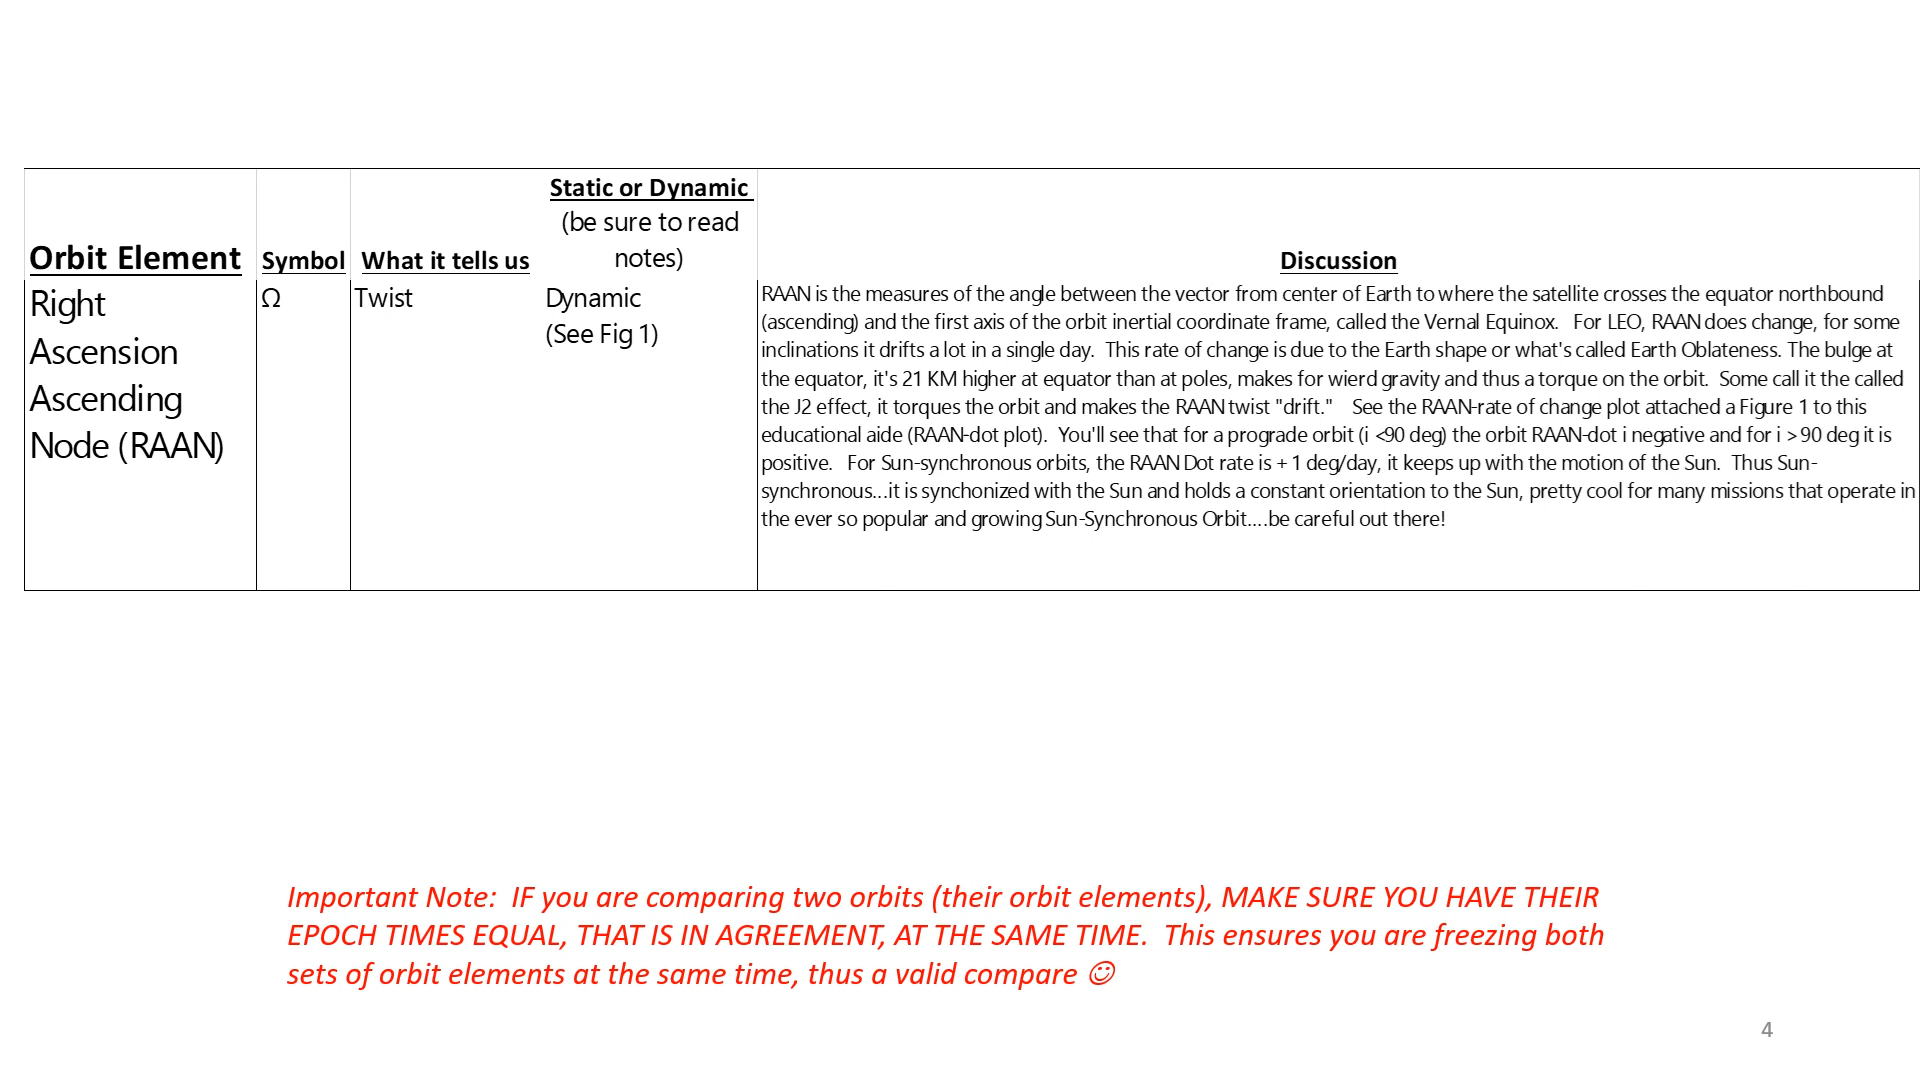 Static or Dynamic
(be sure to read
notes)
Orbit Element
Symbol
What it tells us
Discussion
Right
Ascension
Ascending
Node (RAAN)
Ω
Twist
Dynamic
(See Fig 1)
RAAN is the measures of the angle between the vector from center of Earth to where the satellite crosses the equator northbound
(ascending) and the first axis of the orbit inertial coordinate frame, called the Vernal Equinox.   For LEO, RAAN does change, for some
inclinations it drifts a lot in a single day.  This rate of change is due to the Earth shape or what's called Earth Oblateness. The bulge at
the equator, it's 21 KM higher at equator than at poles, makes for wierd gravity and thus a torque on the orbit.  Some call it the called
the J2 effect, it torques the orbit and makes the RAAN twist "drift."    See the RAAN-rate of change plot attached a Figure 1 to this
educational aide (RAAN-dot plot).  You'll see that for a prograde orbit (i <90 deg) the orbit RAAN-dot i negative and for i > 90 deg it is
positive.   For Sun-synchronous orbits, the RAAN Dot rate is + 1 deg/day, it keeps up with the motion of the Sun.  Thus Sun-
synchronous...it is synchonized with the Sun and holds a constant orientation to the Sun, pretty cool for many missions that operate in
the ever so popular and growing Sun-Synchronous Orbit....be careful out there!
Important Note:  IF you are comparing two orbits (their orbit elements), MAKE SURE YOU HAVE THEIR
EPOCH TIMES EQUAL, THAT IS IN AGREEMENT, AT THE SAME TIME.  This ensures you are freezing both
sets of orbit elements at the same time, thus a valid compare ☺
4